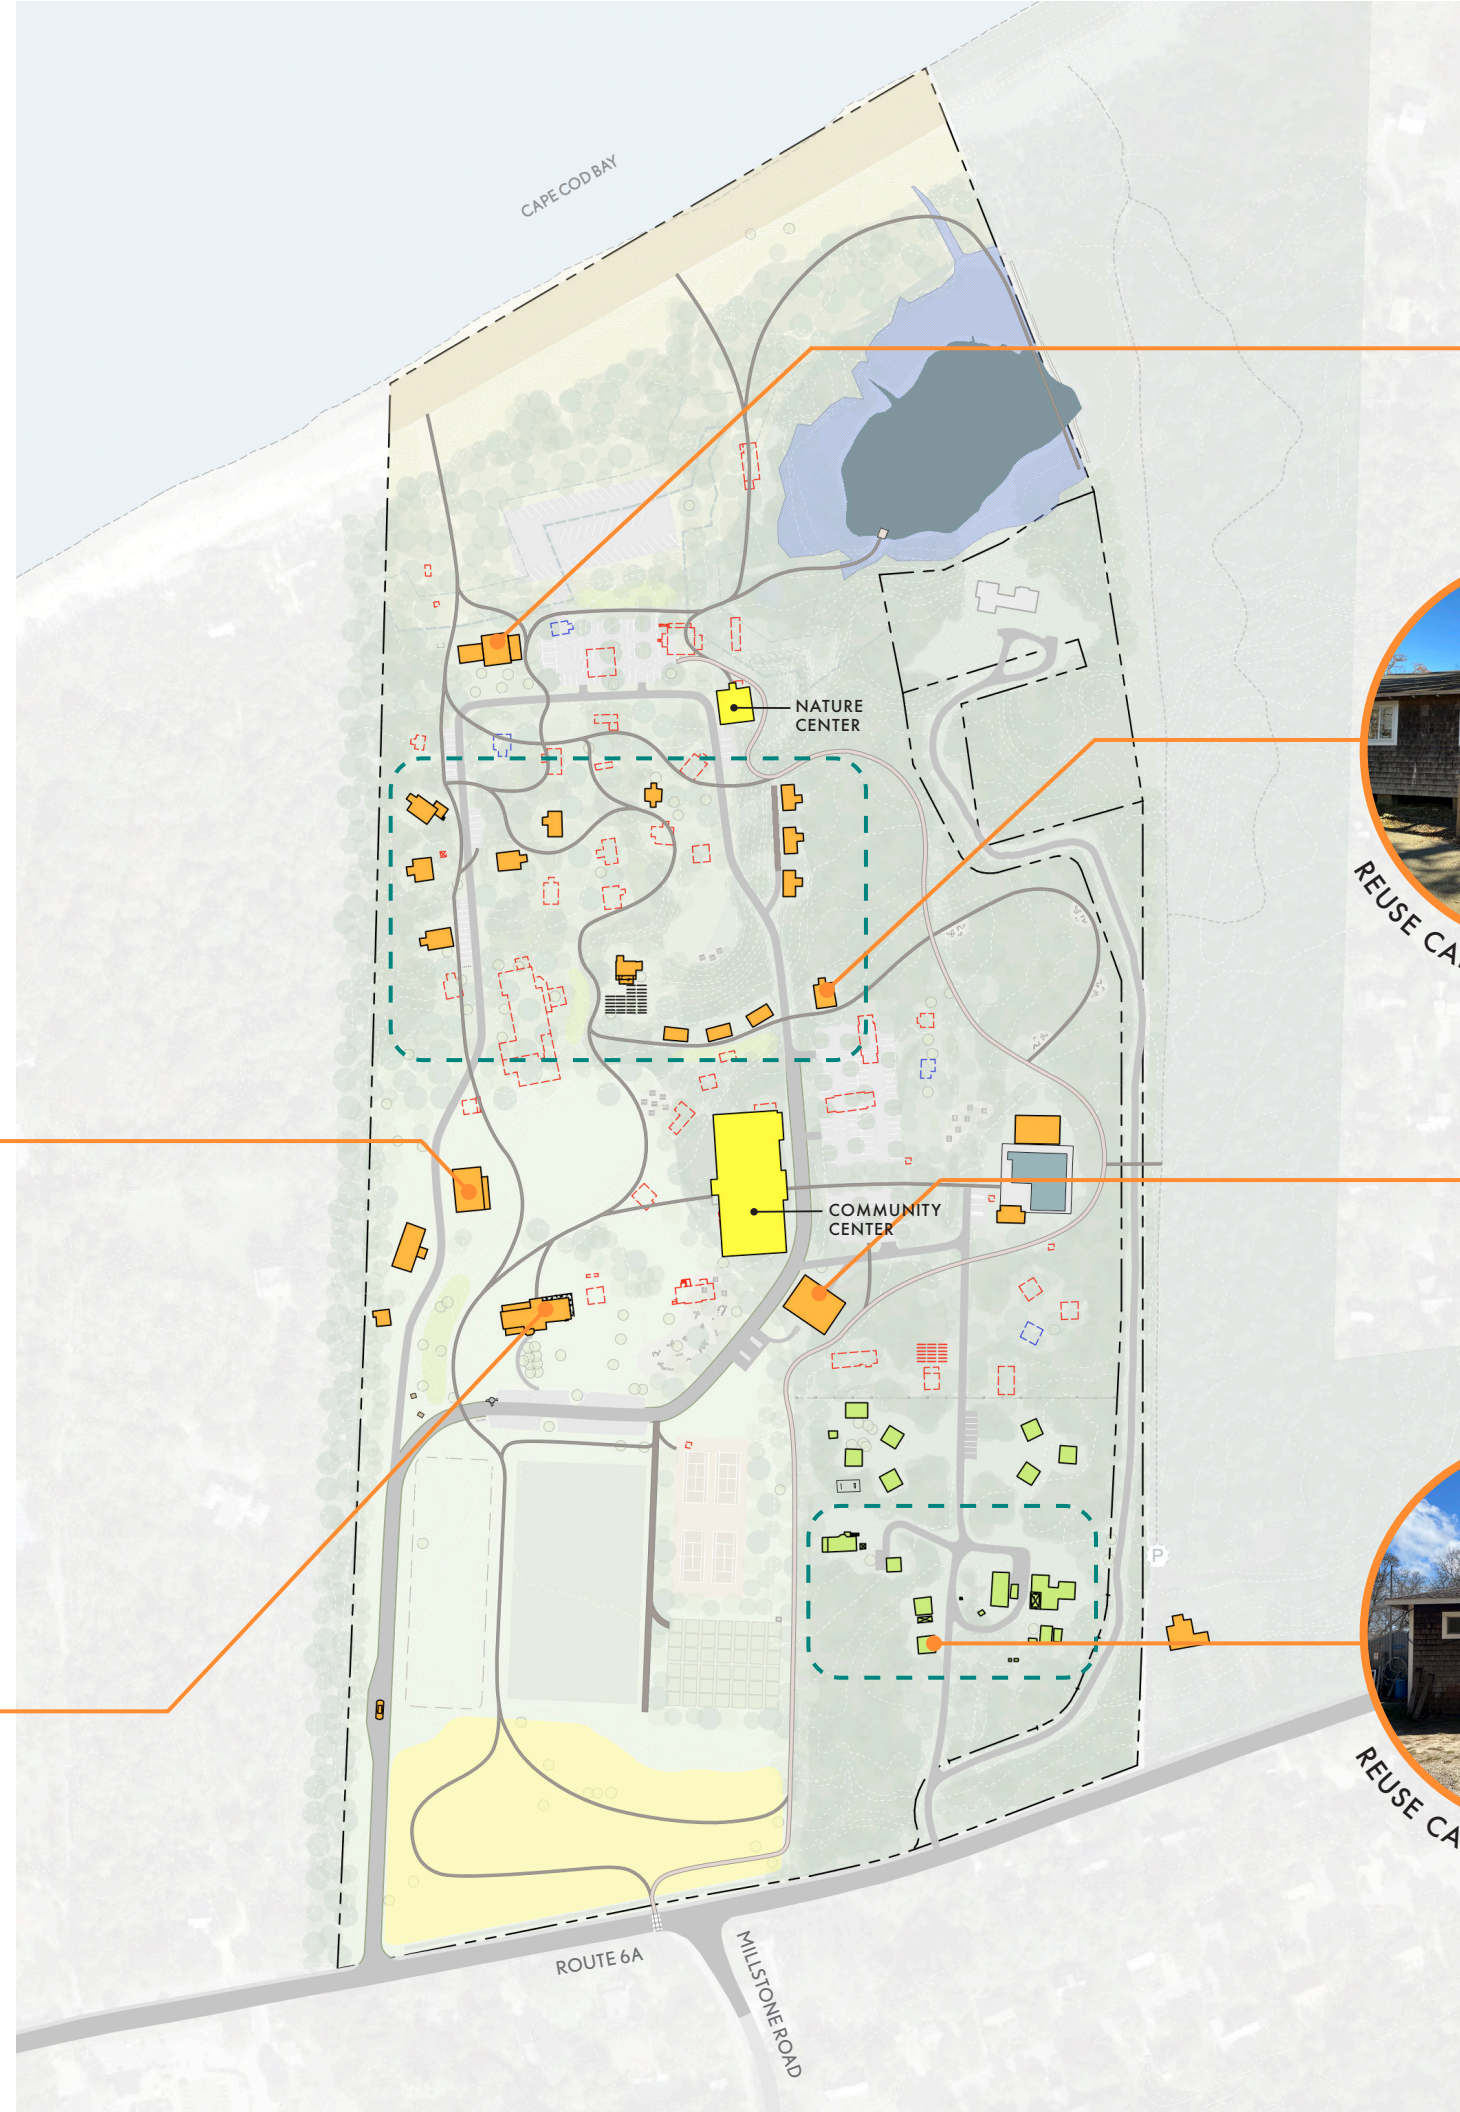 CAPE COD BAY
NATURE
CENTER
REUSE CA
COMMUNITY
CENTER
P
REUSE CA
ROUTE 6A
MILLSTONE ROAD